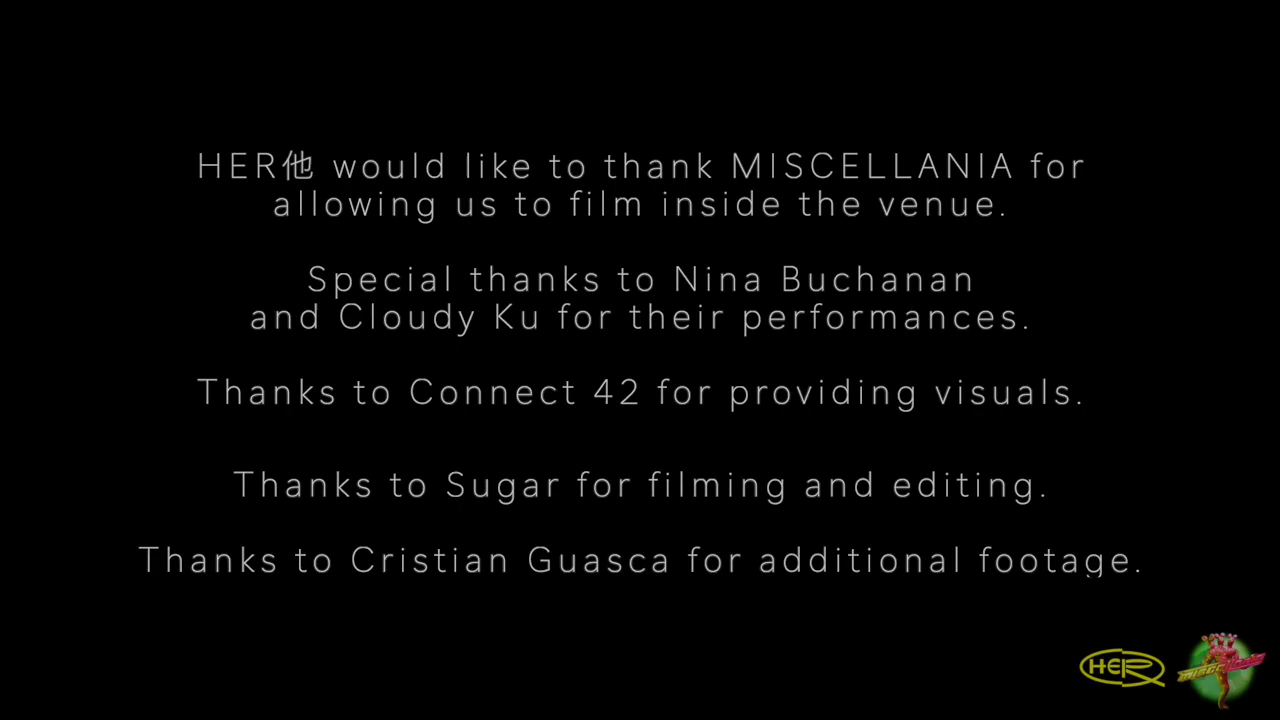 HER他 would like to thank MISCELLANIA for
allowing us to film inside the venue.
Special thanks to Nina Buchanan
and Cloudy Ku for their performances.
Thanks to Connect 42 for providing visuals.
Thanks to Sugar for filming and editing.
Thanks to Cristian Guasca for additional footage.
HER